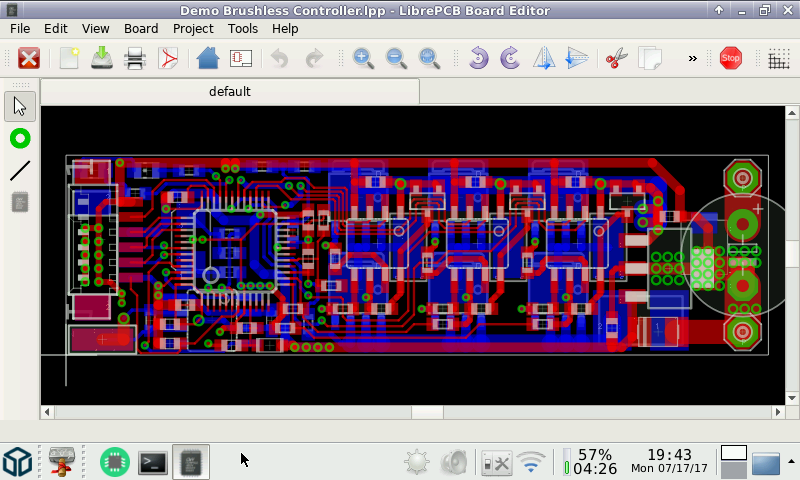 Demo Brushless Controller.lpp - LibrePCB Board Editor
File Edit View Board Project Tools Help
» Stop
default
57% 19:43
04:26 Mon 07/17/17